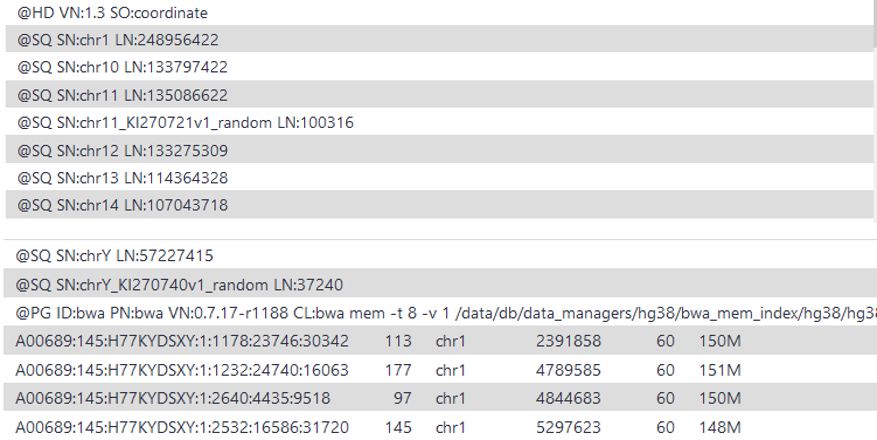 @HD VN:1.3 SO:coordinate
@SQ SN:chr1 LN:248956422
@SQ SN:chr10 LN:133797422
@SQ SN:chr11 LN:135086622
@SQ SN:chr11_KI270721v1_random LN:100316
@SQ SN:chr12 LN:133275309
@SQ SN:chr13 LN:114364328
@SQ SN:chr14 LN:107043718
@SQ SN:chrY LN:57227415
@SQ SN:chrY_KI270740v1_random LN:37240
@PG ID:bwa PN:bwa VN:0.7.17-r1188 CL:bwa mem -t 8 -v 1 /data/db/data_managers/hg38/bwa_mem_index/hg38/hg38
A00689:145:H77KYDSXY:1:1178:23746:30342 113 chr1 2391858 60 150M
A00689:145:H77KYDSXY:1:1232:24740:16063 177 chr1 4789585 60 151M
A00689:145:H77KYDSXY:1:2640:4435:9518 97 chr1 4844683 60 150M
A00689:145:H77KYDSXY:1:2532:16586:31720 145 chr1 5297623 60 148M